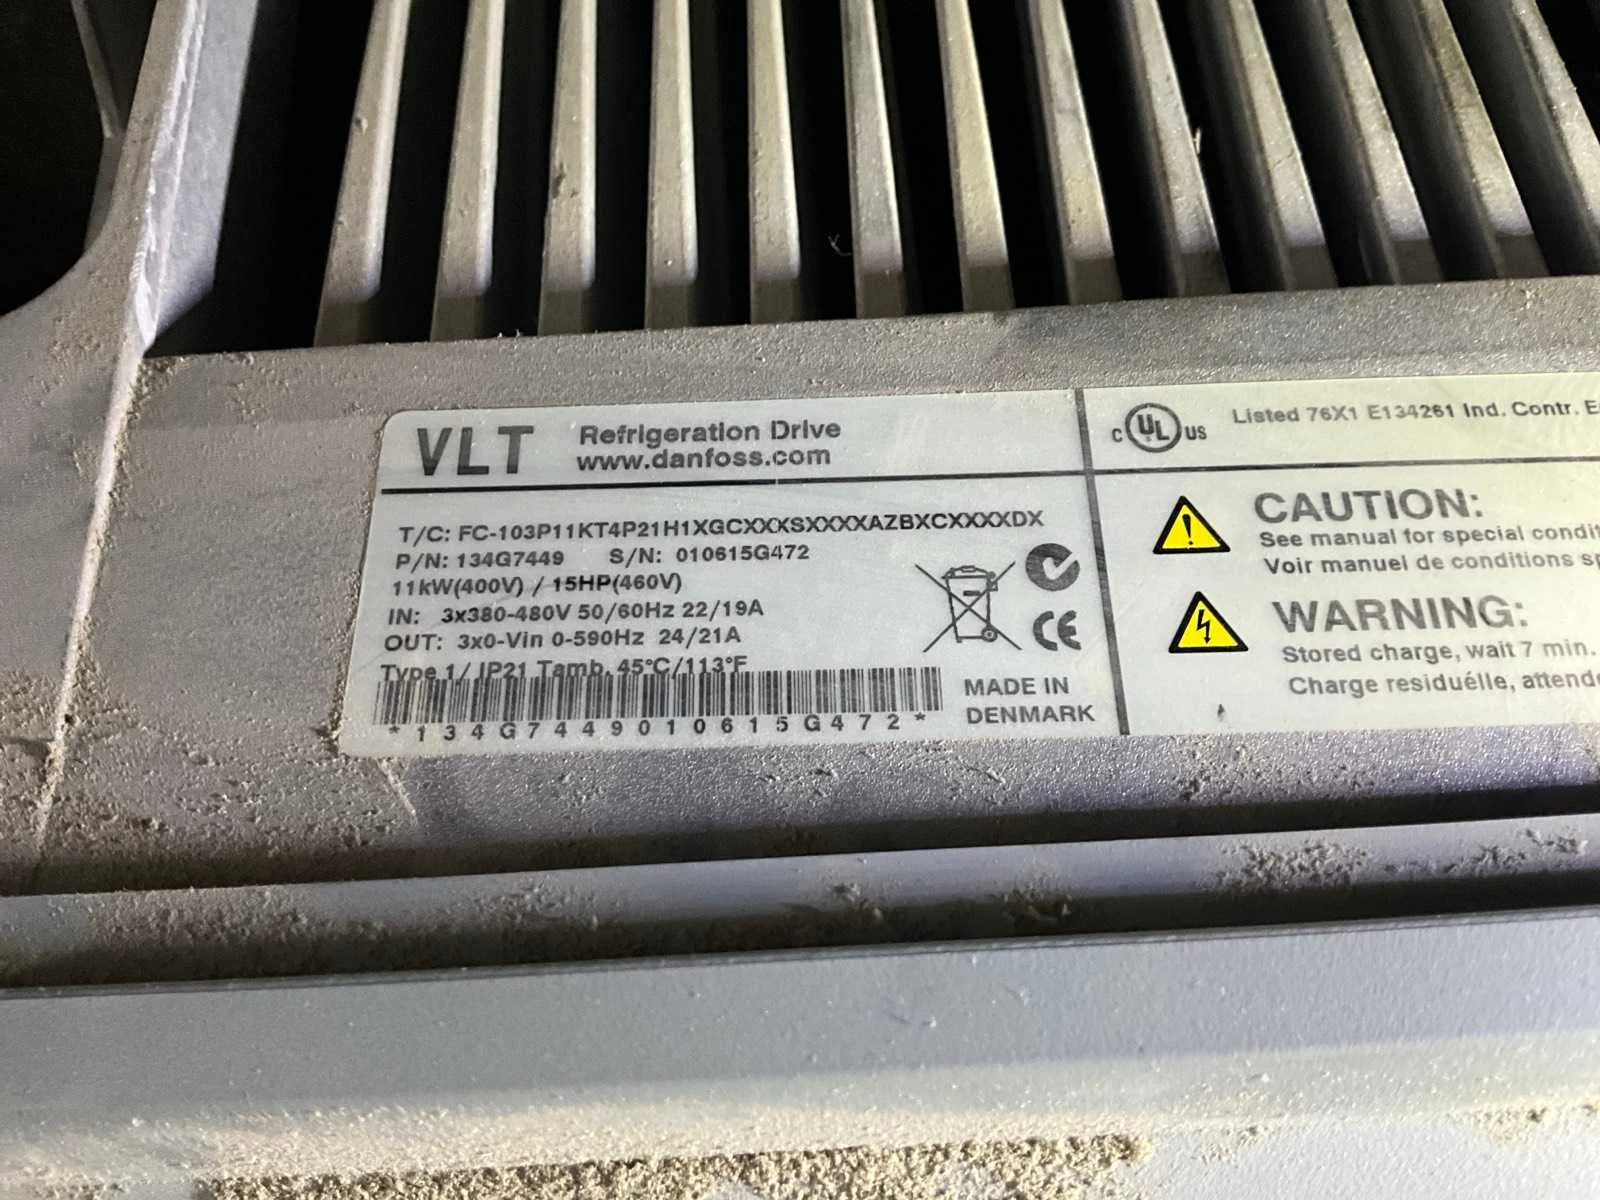 VLT
Refrigeration Drive
www.danfoss.com
T/C: FC-103P11KT4P21H1XGCXXXSXXXXAZBXCXXXXDX
P/N: 134G7449 S/N: 010615G472
11kW(400V) / 15HP(460V)
IN: 3x380-480V 50/60Hz 22/19A
OUT: 3x0-Vin 0-590Hz 24/21A
Type 1/ IP21 Tamb. 45°C/113°F
*134G7449010615G472*
MADE IN
DENMARK
CE
C UL US
Listed 76X1 E134261 Ind. Contr.
CAUTION:
See manual for special
Voir manuel de conditions
WARNING:
Stored charge, wait 7 min.
Charge residuélle,